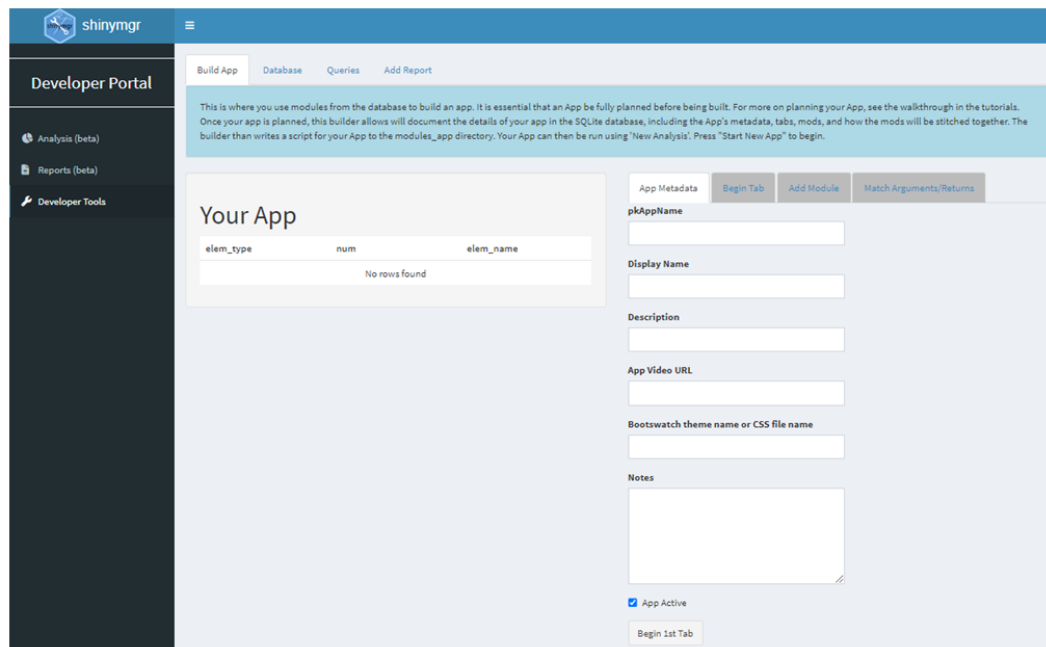 shinymgr
Developer Portal
Analysis (beta)
Reports (beta)
Developer Tools
Build App Database Queries Add Report
This is where you use modules from the database to build an app. It is essential that an App be fully planned before being built. For more on planning your App, see the walkthrough in the tutorials.
Once your app is planned, this builder allows will document the details of your app in the SQLite database, including the App's metadata, tabs, mods, and how the mods will be stitched together. The
builder than writes a script for your App to the modules_app directory. Your App can then be run using 'New Analysis'. Press "Start New App" to begin.
Your App
elem_type num elem_name
No rows found
App Metadata Begin Tab Add Module Match Arguments/Returns
pkAppName
Display Name
Description
App Video URL
Bootswatch theme name or CSS file name
Notes
App Active
Begin 1st Tab